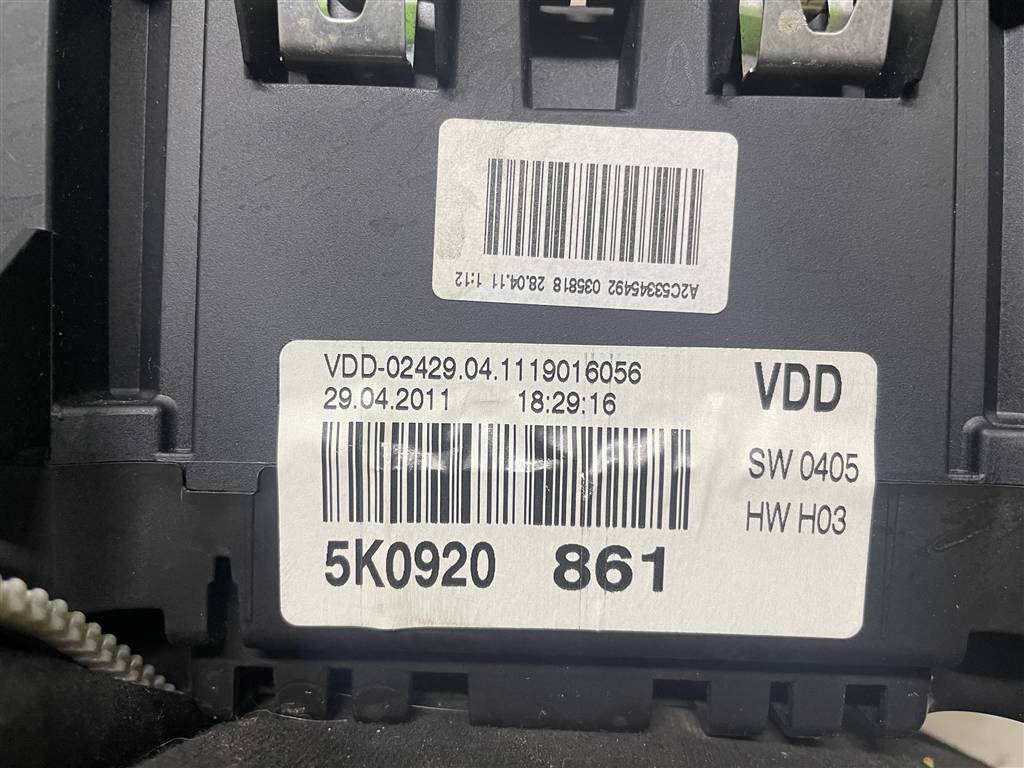 A2C53345492 035818 28.04.11 1:12
VDD-02429.04.1119016056
29.04.2011 18:29:16
VDD
SW 0405
HW H03
5K0920 861